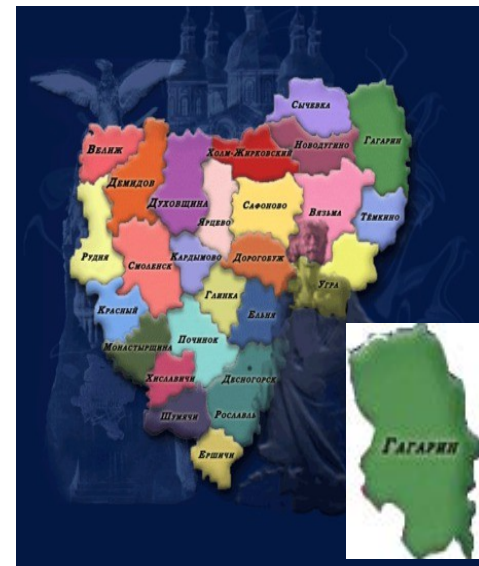 Сычевка
Новодугино
Гагарин
Велиж
Холм-Жирковский
Демидов
Духовщина
Ярцево
Сафоново
Вязьма
Тёмкино
Рудня
Смоленск
Кардымово
Дорогобуж
Угра
Глинка
Красный
Ельня
Монастырщина
Починок
Хиславичи
Десногорск
Шумячи
Рославль
Ершичи
Гагарин